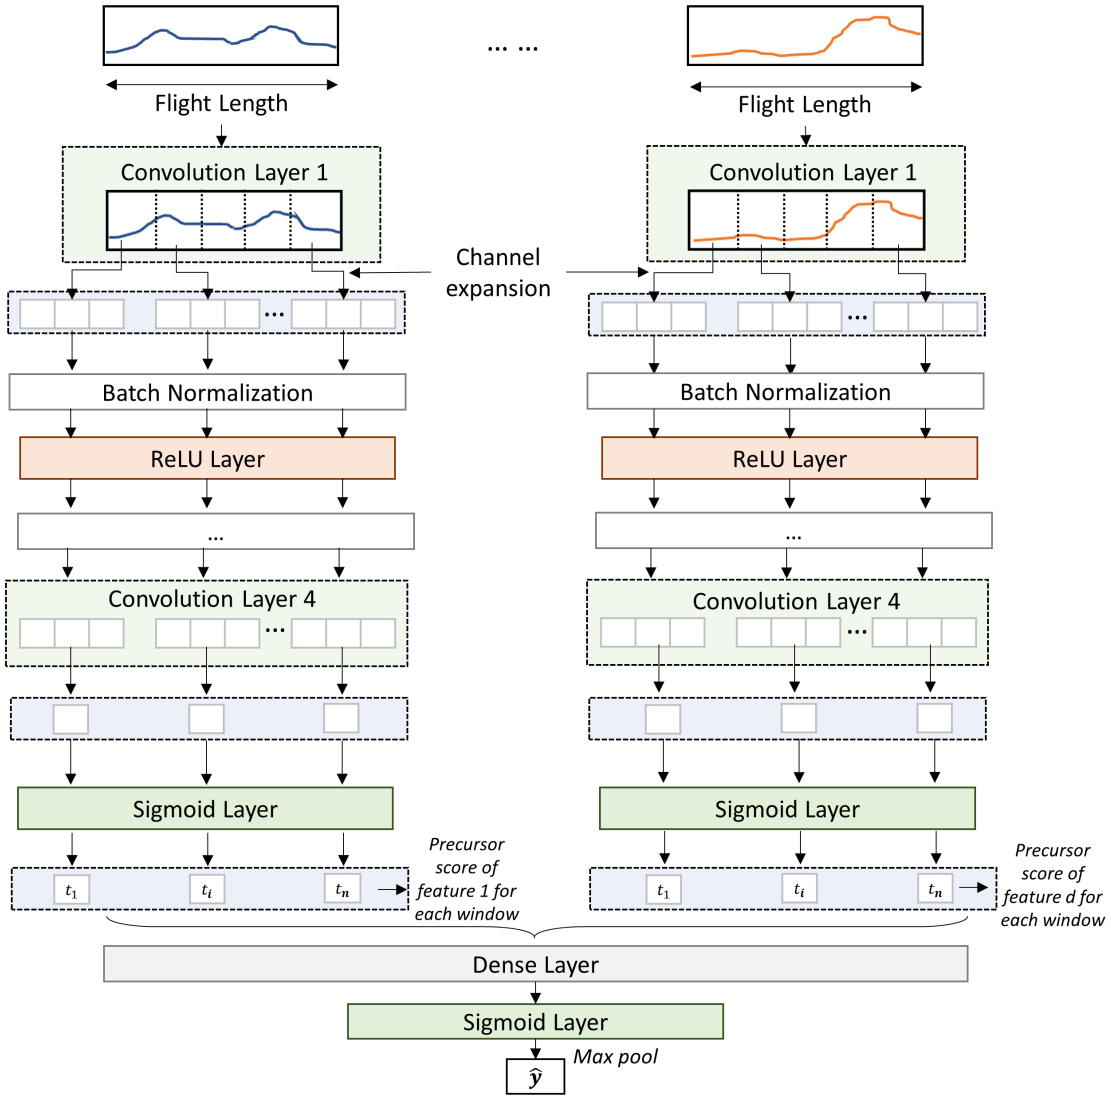 ... ...
Flight Length
Flight Length
Convolution Layer 1
Convolution Layer 1
Channel
expansion
...
...
Batch Normalization
Batch Normalization
ReLU Layer
ReLU Layer
...
...
Convolution Layer 4
Convolution Layer 4
...
...
Sigmoid Layer
Sigmoid Layer
Precursor
score of
feature 1 for
each window
Precursor
score of
feature d for
each window
t₁ tᵢ tₙ
t₁ tᵢ tₙ
Dense Layer
Sigmoid Layer
Max pool
ŷ